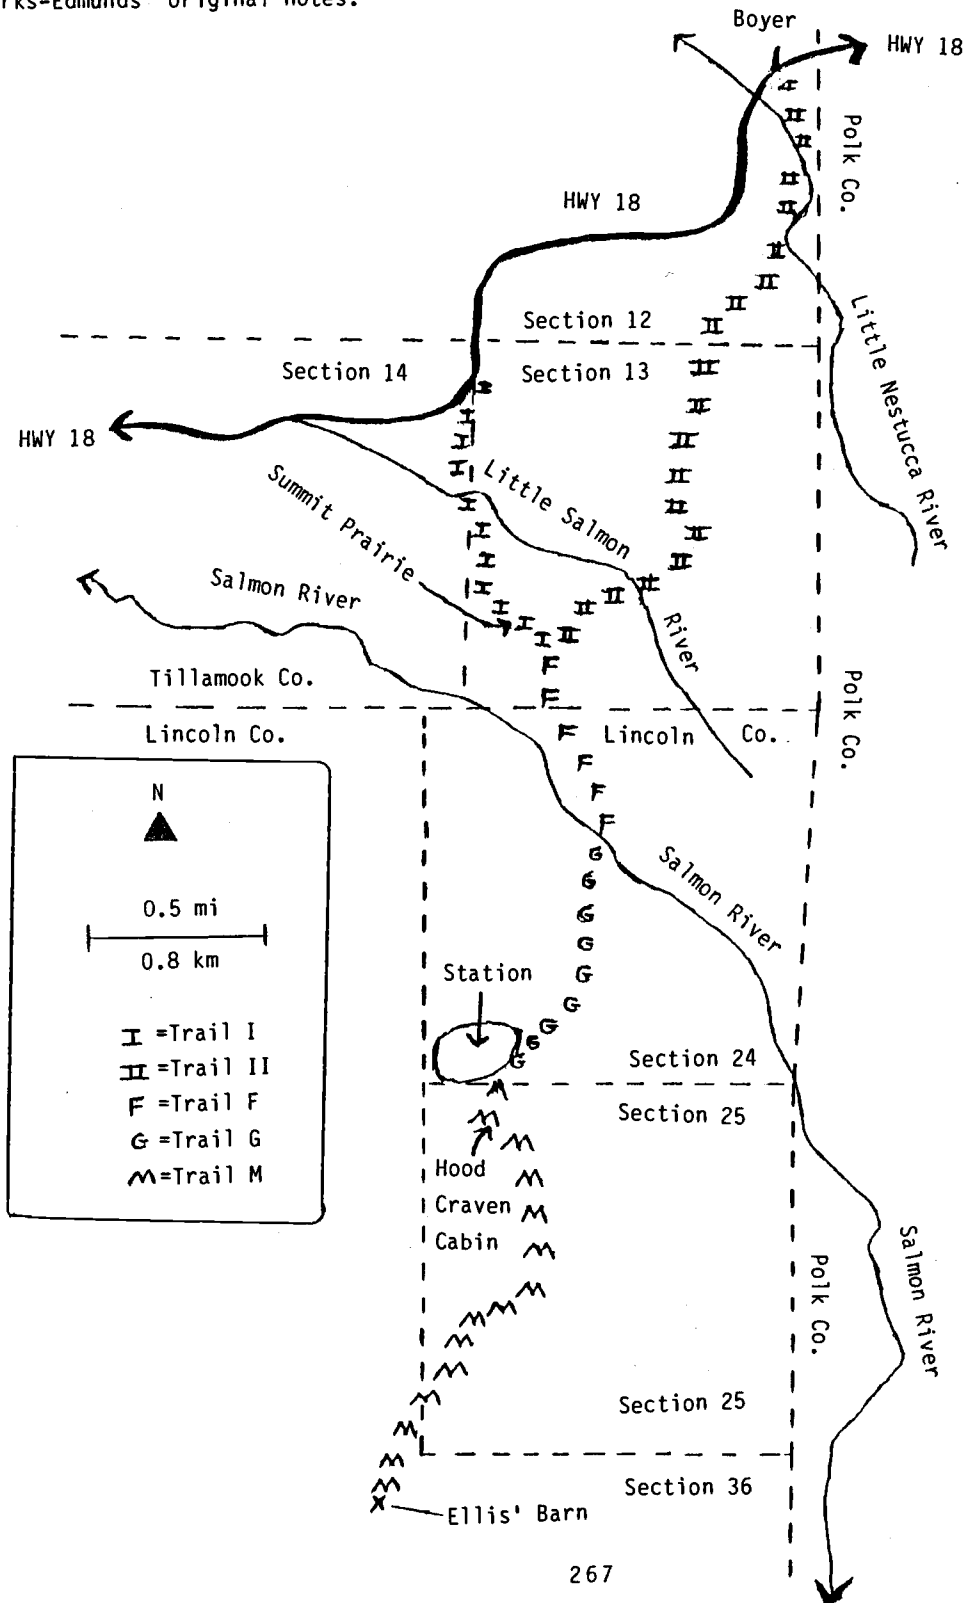 Original Notes.
Boyer
HWY 18
Polk Co.
HWY 18
Little Nestucca River
Section 12
Section 14
Section 13
HWY 18
Summit Prairie
Little Salmon
River
Salmon River
Tillamook Co.
Polk Co.
Lincoln Co.
Lincoln Co.
N
0.5 mi
0.8 km
I =Trail I
II =Trail II
F =Trail F
G =Trail G
M =Trail M
Salmon River
Station
Section 24
Section 25
Hood
Craven
Cabin
Polk Co.
Salmon River
Section 25
Section 36
Ellis' Barn
267